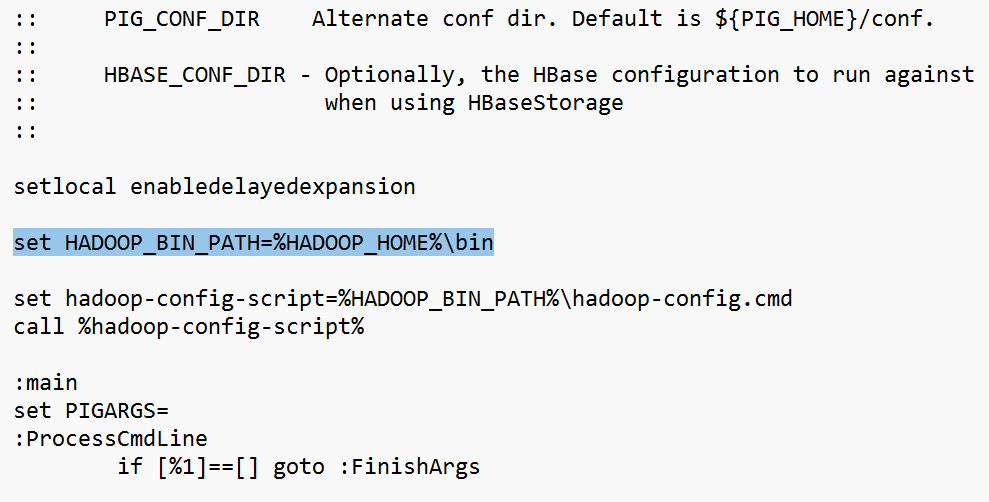 ::     PIG_CONF_DIR    Alternate conf dir. Default is ${PIG_HOME}/conf.
::
::     HBASE_CONF_DIR - Optionally, the HBase configuration to run against
::                      when using HBaseStorage
::
setlocal enabledelayedexpansion
set HADOOP_BIN_PATH=%HADOOP_HOME%\bin
set hadoop-config-script=%HADOOP_BIN_PATH%\hadoop-config.cmd
call %hadoop-config-script%
:main
set PIGARGS=
:ProcessCmdLine
        if [%1]==[] goto :FinishArgs